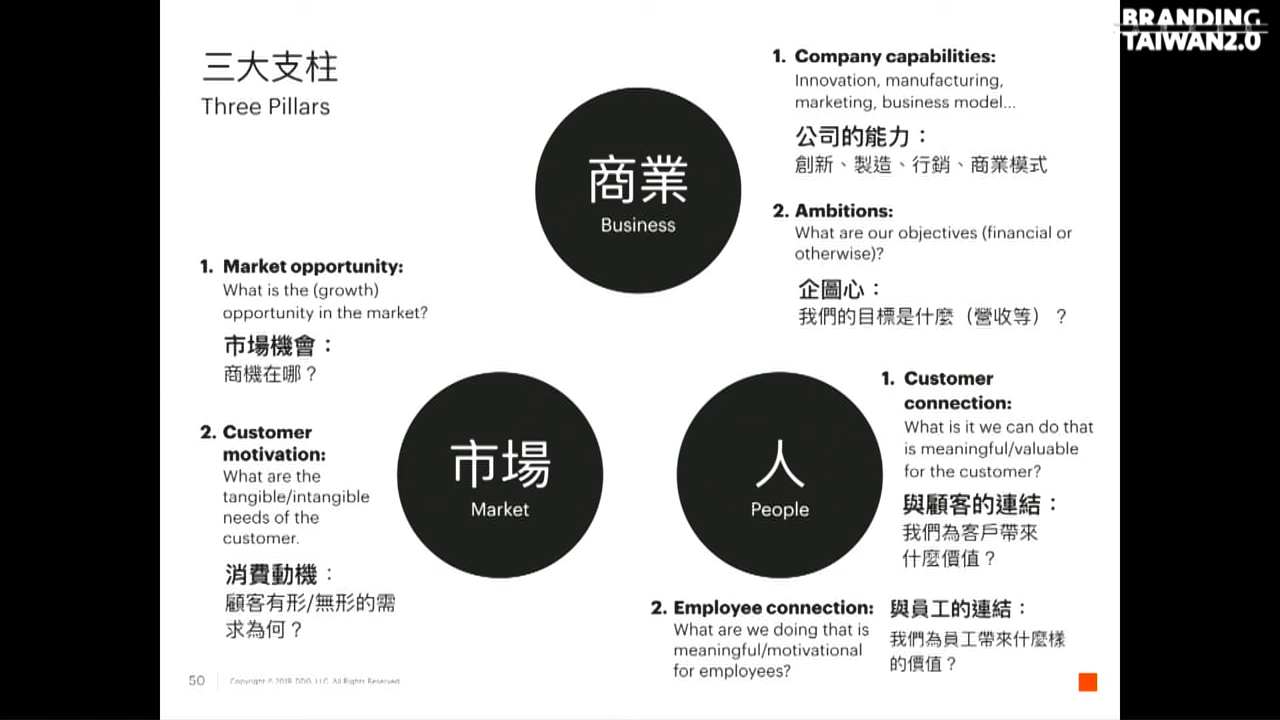 BRANDING
TAIWAN2.0
三大支柱
Three Pillars
商業
Business
1. Company capabilities:
Innovation, manufacturing,
marketing, business model...
公司的能力：
創新、製造、行銷、商業模式
2. Ambitions:
What are our objectives (financial or
otherwise)?
企圖心：
我們的目標是什麼（營收等）？
1. Market opportunity:
What is the (growth)
opportunity in the market?
市場機會：
商機在哪？
2. Customer
motivation:
What are the
tangible/intangible
needs of the
customer.
消費動機：
顧客有形/無形的需
求為何？
市場
Market
人
People
1. Customer
connection:
What is it we can do that
is meaningful/valuable
for the customer?
與顧客的連結：
我們為客戶帶來
什麼價值？
2. Employee connection:
What are we doing that is
meaningful/motivational
for employees?
與員工的連結：
我們為員工帶來什麼樣
的價值？
50
Copyright © 2019, DDG, LLC. All Rights Reserved.